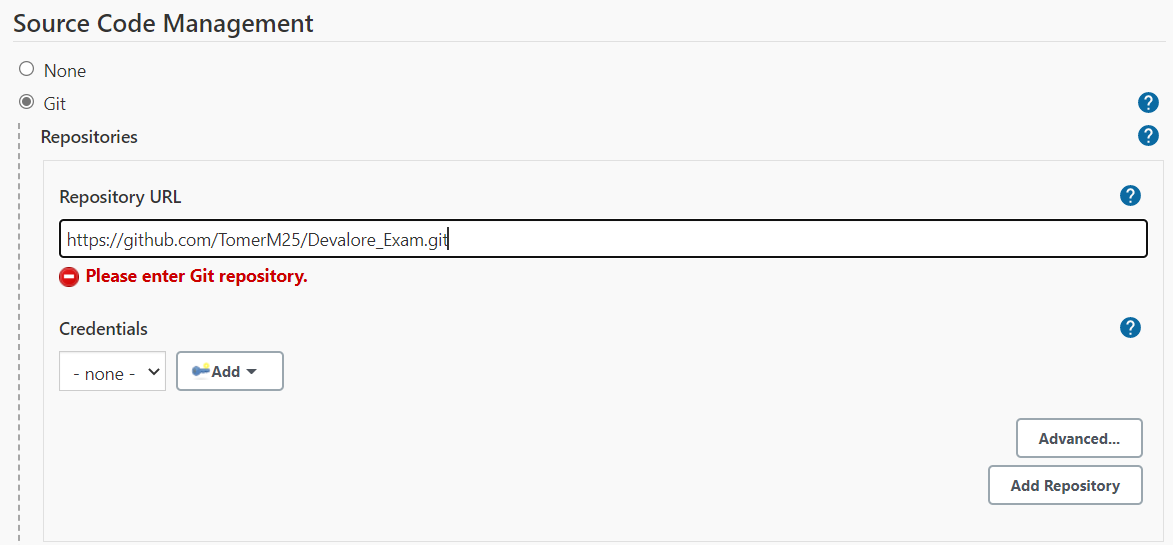 Source Code Management
None
Git
?
Repositories
?
Repository URL
?
https://github.com/TomerM25/Devalore_Exam.git
Please enter Git repository.
Credentials
?
- none -
Add
Advanced...
Add Repository